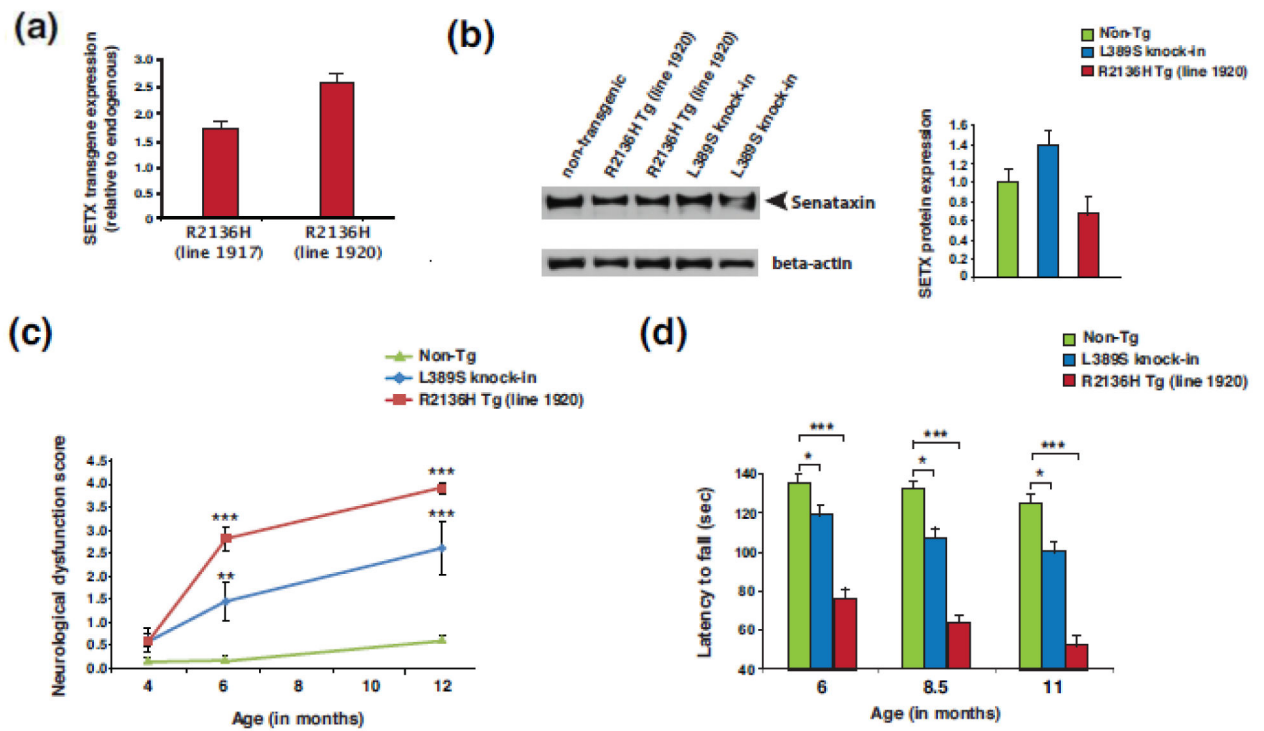 (a)
SETX transgene expression
(relative to endogenous)
3.0
2.5
2.0
1.5
1.0
0.5
0
R2136H
(line 1917)
R2136H
(line 1920)
(b)
non-transgenic
R2136H Tg (line 1920)
R2136H Tg (line 1920)
L389S knock-in
L389S knock-in
Senataxin
beta-actin
Non-Tg
L389S knock-in
R2136H Tg (line 1920)
SETX protein expression
1.6
1.4
1.2
1.0
0.8
0.6
0.4
0.2
0
(c)
Non-Tg
L389S knock-in
R2136H Tg (line 1920)
Neurological dysfunction score
4.5
4.0
3.5
3.0
2.5
2.0
1.5
1.0
0.5
0.0
***
**
***
***
4 6 8 10 12
Age (in months)
(d)
Non-Tg
L389S knock-in
R2136H Tg (line 1920)
Latency to fall (sec)
140
120
100
80
60
40
***
*
***
*
***
*
6 8.5 11
Age (in months)